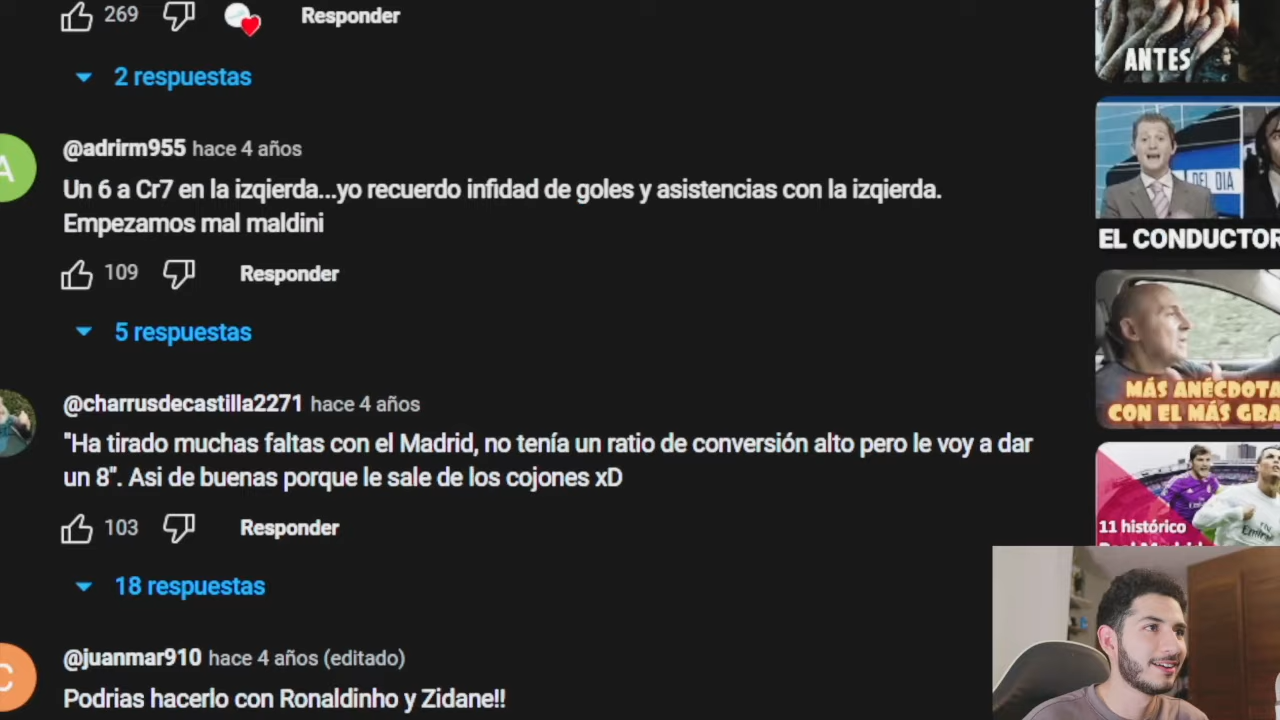 269 Responder
2 respuestas
A
@adrirm955 hace 4 años
Un 6 a Cr7 en la izqierda...yo recuerdo infidad de goles y asistencias con la izqierda.
Empezamos mal maldini
109 Responder
5 respuestas
@charrusdecastilla2271 hace 4 años
"Ha tirado muchas faltas con el Madrid, no tenía un ratio de conversión alto pero le voy a dar
un 8". Asi de buenas porque le sale de los cojones xD
103 Responder
18 respuestas
C
@juanmar910 hace 4 años (editado)
Podrias hacerlo con Ronaldinho y Zidane!!
ANTES
DEL DIA
EL CONDUCTOR
MÁS ANÉCDOTA
CON EL MÁS GRA
11 histórico